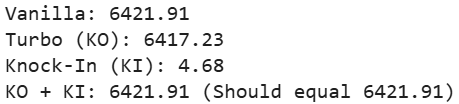 Vanilla: 6421.91
Turbo (KO): 6417.23
Knock-In (KI): 4.68
KO + KI: 6421.91 (Should equal 6421.91)